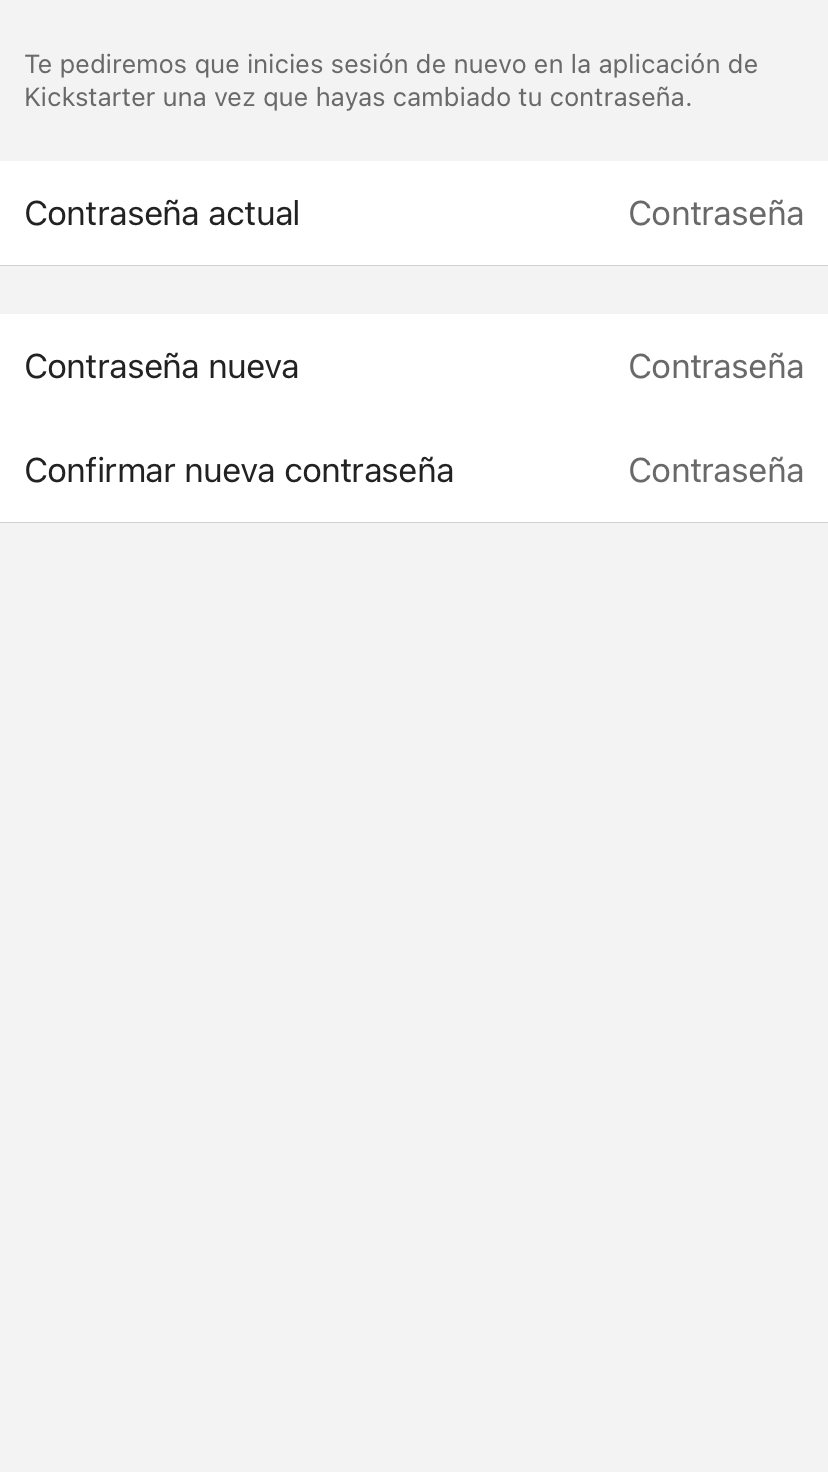 Te pediremos que inicies sesión de nuevo en la aplicación de
Kickstarter una vez que hayas cambiado tu contraseña.
Contraseña actual Contraseña
Contraseña nueva Contraseña
Confirmar nueva contraseña Contraseña